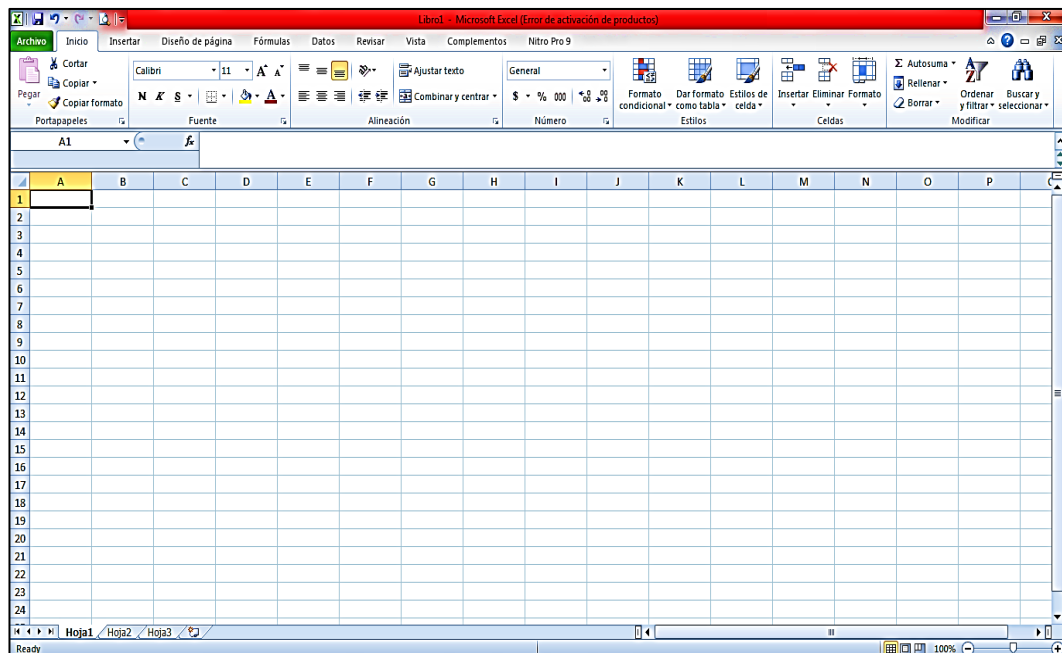 Libro1 - Microsoft Excel (Error de activación de productos)
Archivo Inicio Insertar Diseño de página Fórmulas Datos Revisar Vista Complementos Nitro Pro 9
Pegar
Cortar
Copiar
Copiar formato
Portapapeles
Calibri 11 A A
N K S A
Fuente
Ajustar texto
Combinar y centrar
Alineación
General
$ % 000 ,00 ,0
Número
Formato condicional
Dar formato como tabla
Estilos de celda
Estilos
Insertar Eliminar Formato
Celdas
Σ Autosuma
Rellenar
Borrar
Ordenar y filtrar
Buscar y seleccionar
Modificar
A1 fx
A B C D E F G H I J K L M N O P
1
2
3
4
5
6
7
8
9
10
11
12
13
14
15
16
17
18
19
20
21
22
23
24
Hoja1 Hoja2 Hoja3
Ready 100%